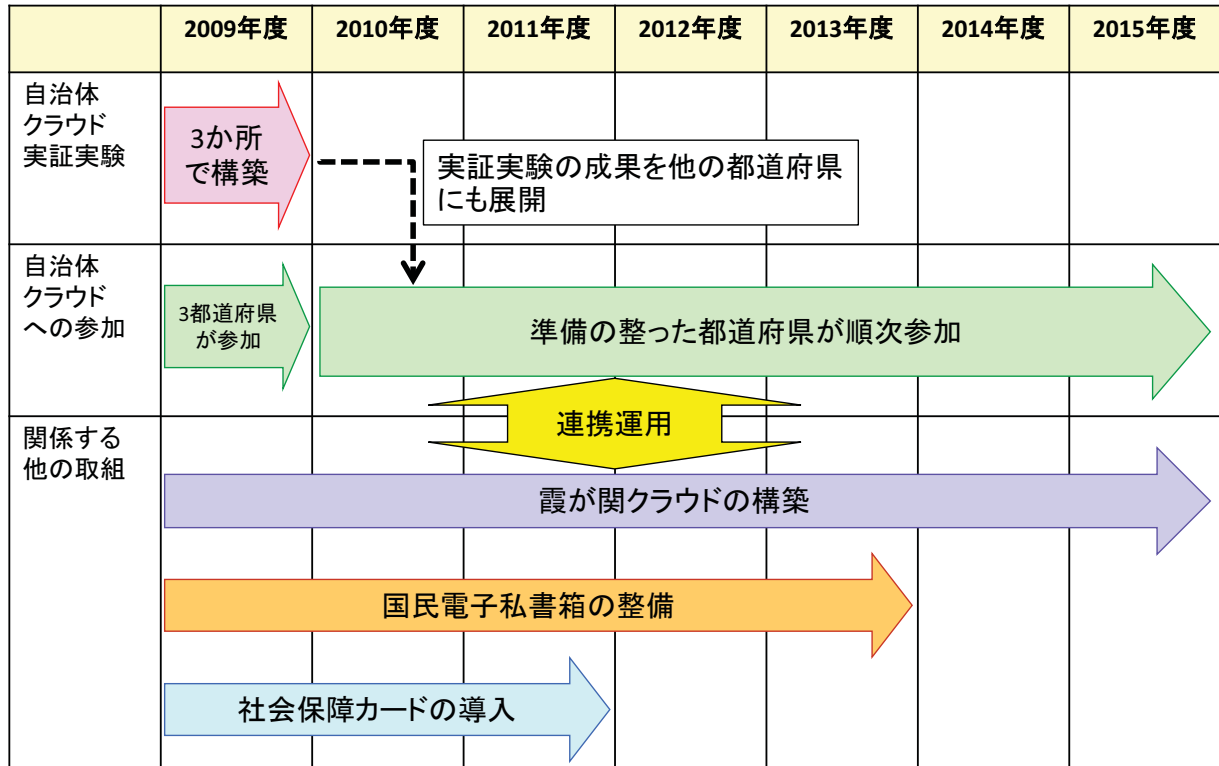 2009年度 2010年度 2011年度 2012年度 2013年度 2014年度 2015年度
自治体
クラウド
実証実験
3か所
で構築
実証実験の成果を他の都道府県
にも展開
自治体
クラウド
への参加
3都道府県
が参加
準備の整った都道府県が順次参加
連携運用
関係する
他の取組
霞が関クラウドの構築
国民電子私書箱の整備
社会保障カードの導入